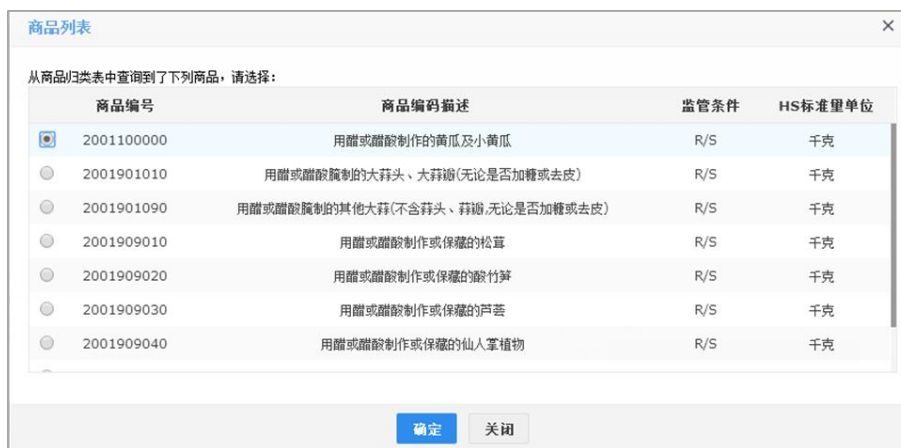 商品列表 ×
从商品归类表中查询到了下列商品，请选择：
商品编号 商品编码描述 监管条件 HS标准量单位
2001100000 用醋或醋酸制作的黄瓜及小黄瓜 R/S 千克
2001901010 用醋或醋酸腌制的大蒜头、大蒜瓣(无论是否加糖或去皮) R/S 千克
2001901090 用醋或醋酸腌制的其他大蒜(不含蒜头、蒜瓣,无论是否加糖或去皮) R/S 千克
2001909010 用醋或醋酸制作或保藏的松茸 R/S 千克
2001909020 用醋或醋酸制作或保藏的酸竹笋 R/S 千克
2001909030 用醋或醋酸制作或保藏的芦荟 R/S 千克
2001909040 用醋或醋酸制作或保藏的仙人掌植物 R/S 千克
确定 关闭